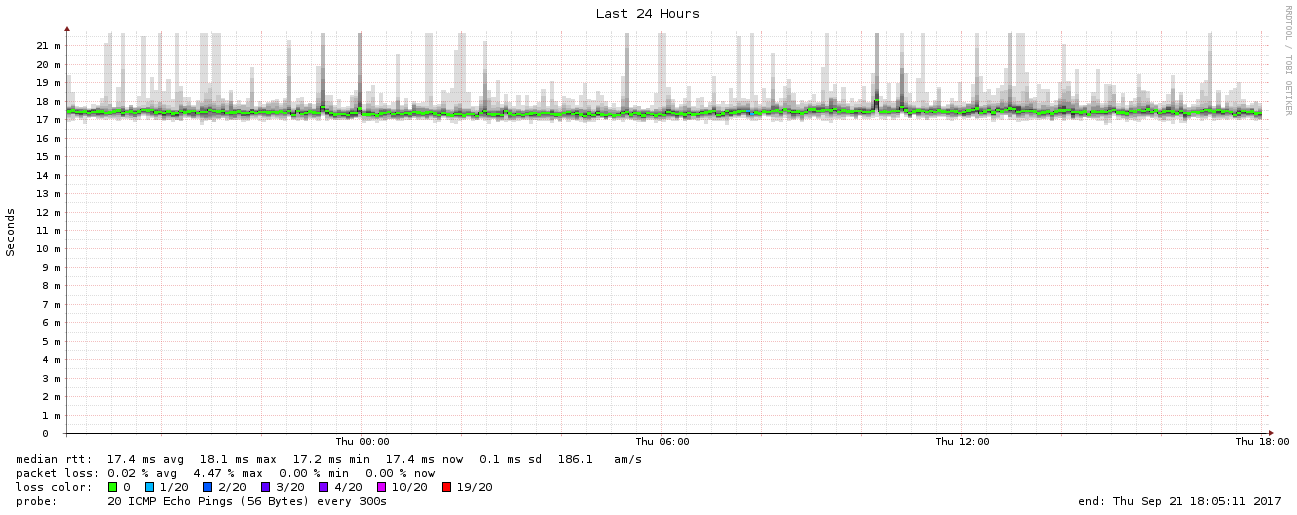 Last 24 Hours
RRDTOOL / TOBI OETIKER
Seconds
21 m
20 m
19 m
18 m
17 m
16 m
15 m
14 m
13 m
12 m
11 m
10 m
9 m
8 m
7 m
6 m
5 m
4 m
3 m
2 m
1 m
0
Thu 00:00 Thu 06:00 Thu 12:00 Thu 18:00
median rtt: 17.4 ms avg 18.1 ms max 17.2 ms min 17.4 ms now 0.1 ms sd 186.1 am/s
packet loss: 0.02 % avg 4.47 % max 0.00 % min 0.00 % now
loss color: 0 1/20 2/20 3/20 4/20 10/20 19/20
probe: 20 ICMP Echo Pings (56 Bytes) every 300s end: Thu Sep 21 18:05:11 2017